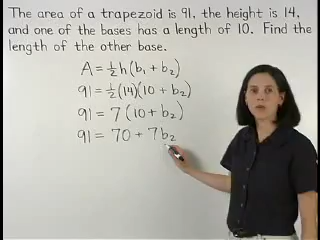 The area of a trapezoid is 91, the height is 14,
and one of the bases has a length of 10. Find the
length of the other base.
A = ½h(b₁ + b₂)
91 = ½(14)(10 + b₂)
91 = 7(10 + b₂)
91 = 70 + 7b₂